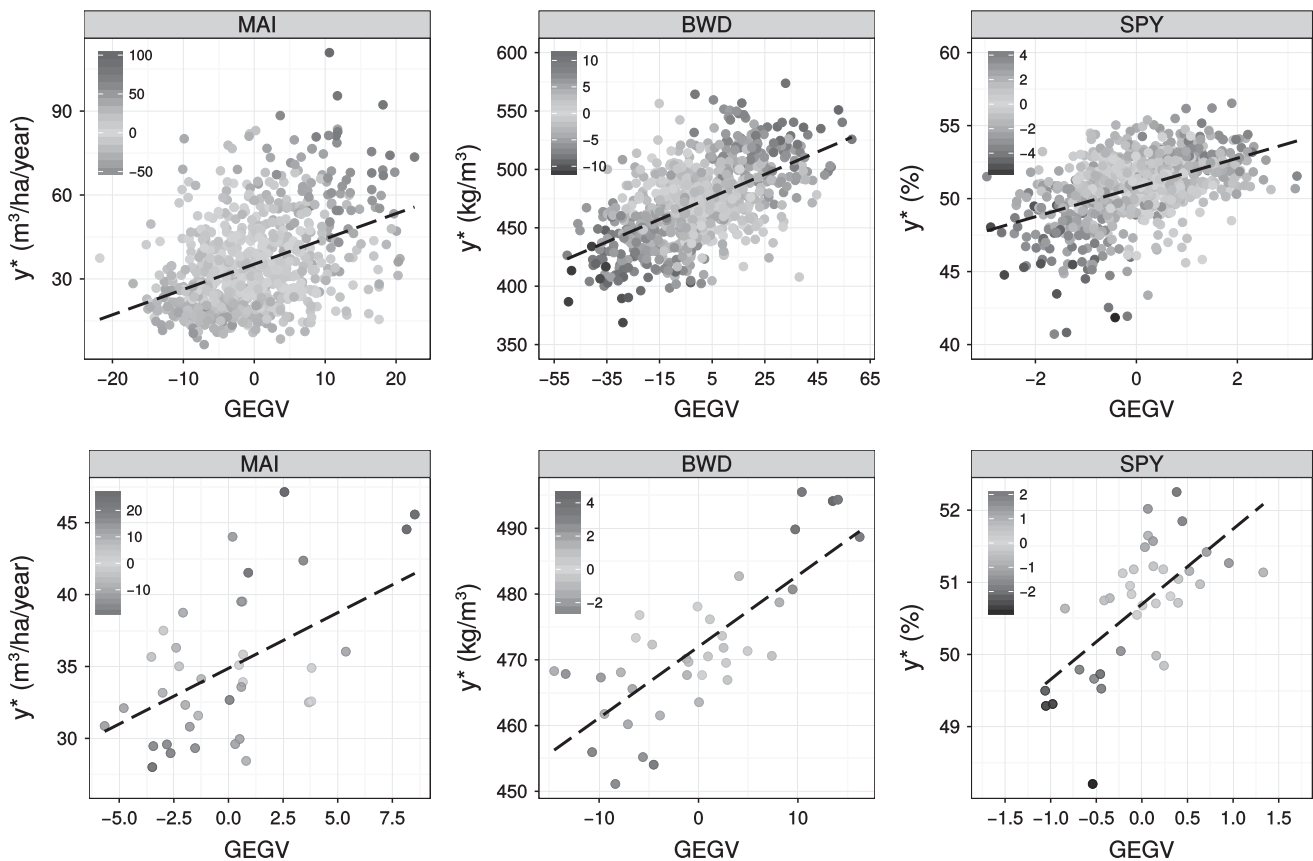 MAI
y* (m³/ha/year)
90
60
30
100
50
0
−50
−20 −10 0 10 20
GEGV
BWD
y* (kg/m³)
600
550
500
450
400
350
10
5
0
−5
−10
−55 −35 −15 5 25 45 65
GEGV
SPY
y* (%)
60
55
50
45
40
4
2
0
−2
−4
−2 0 2
GEGV
MAI
y* (m³/ha/year)
45
40
35
30
20
10
0
−10
−5.0 −2.5 0.0 2.5 5.0 7.5
GEGV
BWD
y* (kg/m³)
490
480
470
460
450
4
2
0
−2
−10 0 10
GEGV
SPY
y* (%)
52
51
50
49
2
1
0
−1
−2
−1.5 −1.0 −0.5 0.0 0.5 1.0 1.5
GEGV